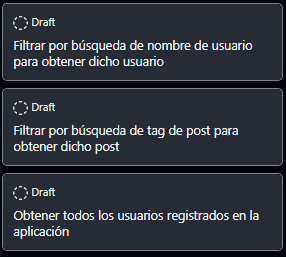 Draft
Filtrar por búsqueda de nombre de usuario
para obtener dicho usuario
Draft
Filtrar por búsqueda de tag de post para
obtener dicho post
Draft
Obtener todos los usuarios registrados en la
aplicación